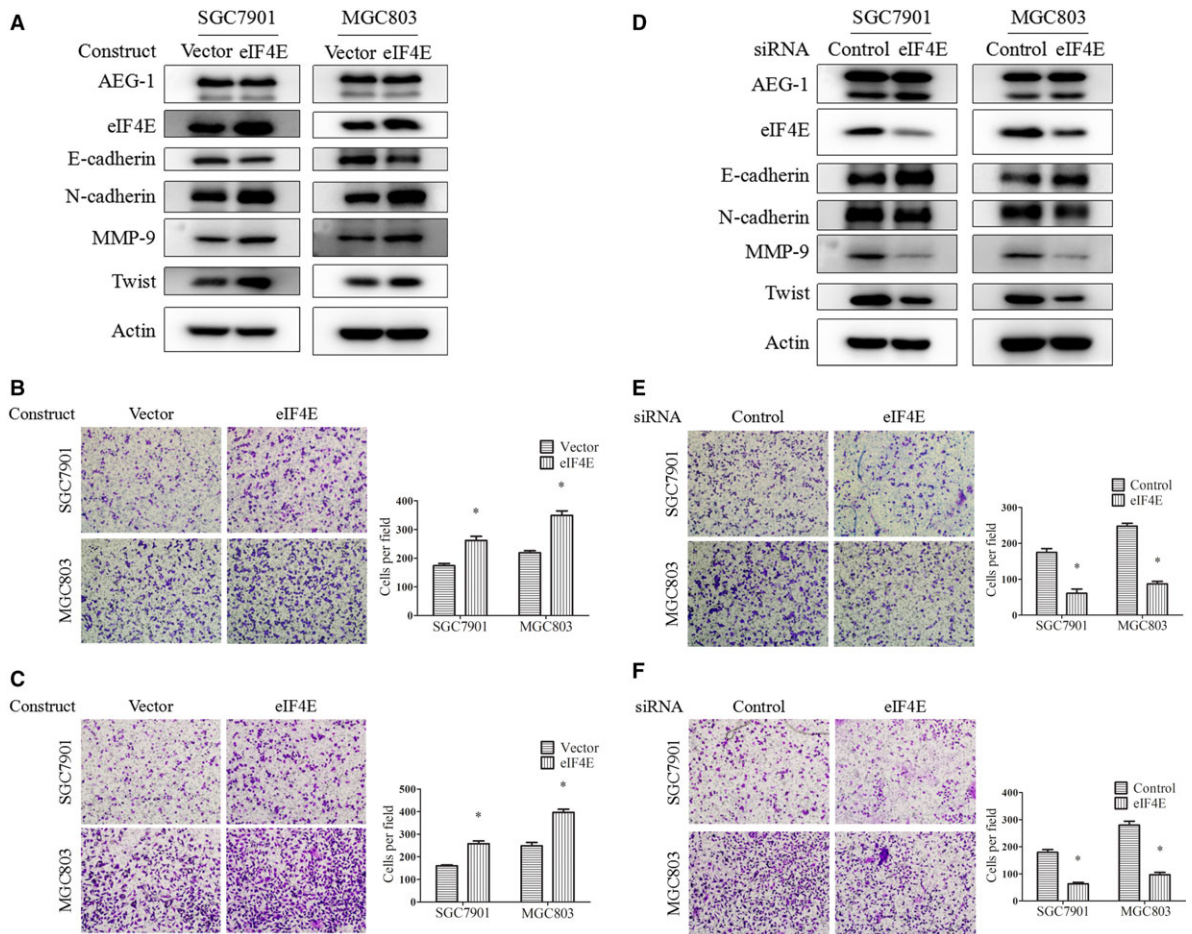 A
SGC7901 MGC803
Construct Vector eIF4E Vector eIF4E
AEG-1
eIF4E
E-cadherin
N-cadherin
MMP-9
Twist
Actin
B
Construct Vector eIF4E
SGC7901
MGC803
Vector
eIF4E
Cells per field
400
300
200
100
0
* *
SGC7901 MGC803
C
Construct Vector eIF4E
SGC7901
MGC803
Vector
eIF4E
Cells per field
500
400
300
200
100
0
* *
SGC7901 MGC803
D
SGC7901 MGC803
siRNA Control eIF4E Control eIF4E
AEG-1
eIF4E
E-cadherin
N-cadherin
MMP-9
Twist
Actin
E
siRNA Control eIF4E
SGC7901
MGC803
Control
eIF4E
Cells per field
300
200
100
0
* *
SGC7901 MGC803
F
siRNA Control eIF4E
SGC7901
MGC803
Control
eIF4E
Cells per field
400
300
200
100
0
* *
SGC7901 MGC803